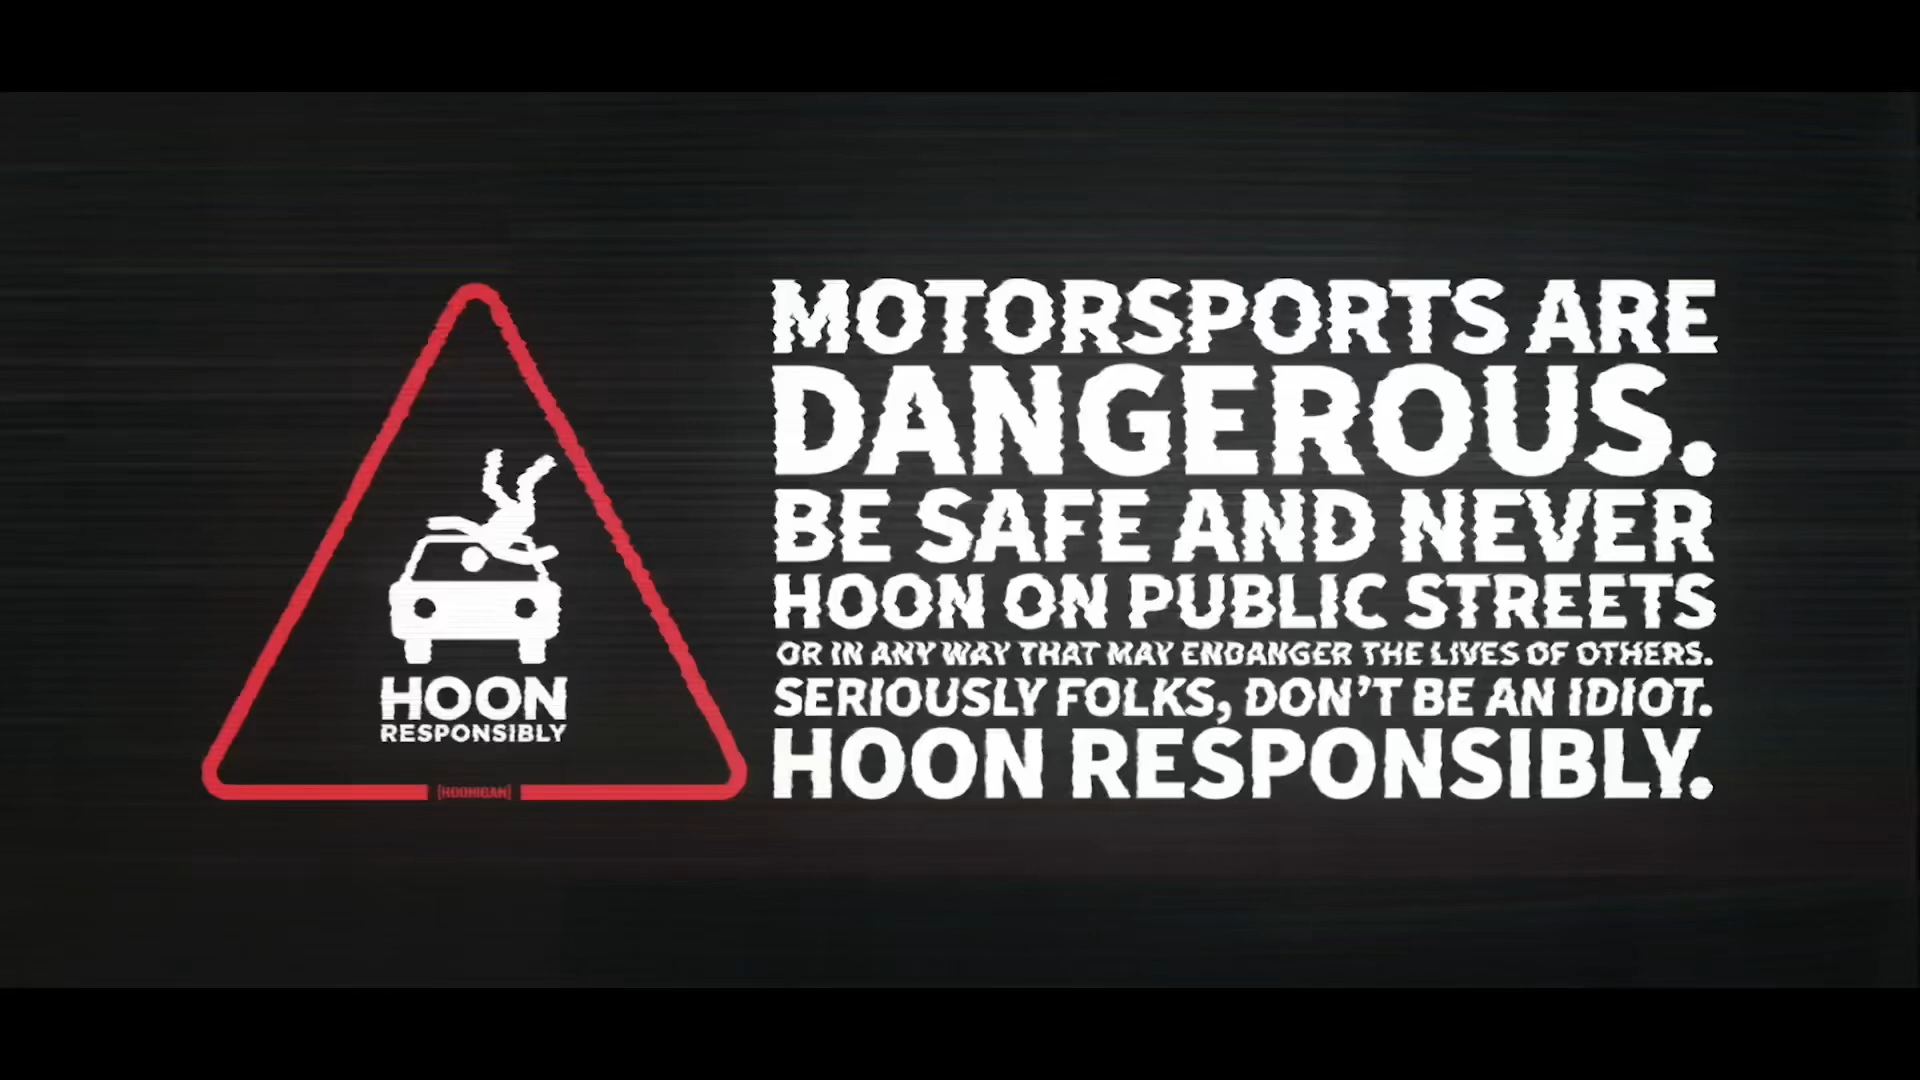 MOTORSPORTS ARE
DANGEROUS.
BE SAFE AND NEVER
HOON ON PUBLIC STREETS
OR IN ANY WAY THAT MAY ENDANGER THE LIVES OF OTHERS.
SERIOUSLY FOLKS, DON'T BE AN IDIOT.
HOON RESPONSIBLY.
HOON
RESPONSIBLY
[HOONIGAN]